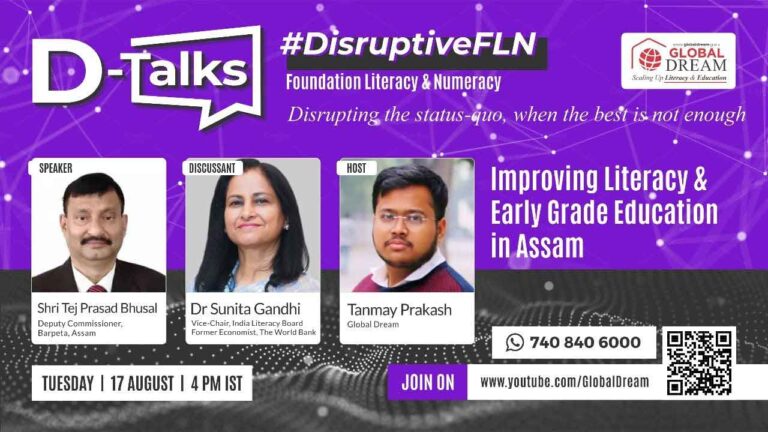 D-Talks
#DisruptiveFLN
Foundation Literacy & Numeracy
Disrupting the status-quo, when the best is not enough
GLOBAL
DREAM
Scaling Up Literacy & Education
SPEAKER
Shri Tej Prasad Bhusal
Deputy Commissioner,
Barpeta, Assam
DISCUSSANT
Dr Sunita Gandhi
Vice-Chair, India Literacy Board
Former Economist, The World Bank
HOST
Tanmay Prakash
Global Dream
Improving Literacy &
Early Grade Education
in Assam
740 840 6000
TUESDAY | 17 AUGUST | 4 PM IST
JOIN ON
www.youtube.com/GlobalDream